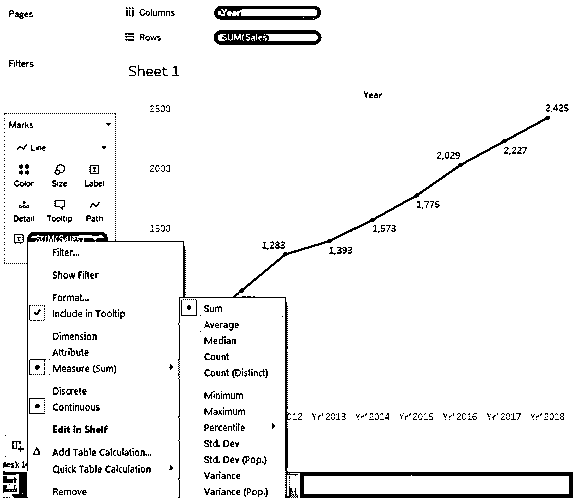 Pages
Columns
Year
Rows
SUM(Sales)
Filters
Sheet 1
Year
2500
2000
1500
2,425
2,227
2,029
1,775
1,573
1,393
1,283
Marks
Line
Color Size Label
Detail Tooltip Path
SUM(Sales)
Filter...
Show Filter
Format...
Include in Tooltip
Dimension
Attribute
Measure (Sum)
Discrete
Continuous
Edit in Shelf
Add Table Calculation...
Quick Table Calculation
Remove
Sum
Average
Median
Count
Count (Distinct)
Minimum
Maximum
Percentile
Std. Dev
Std. Dev (Pop.)
Variance
Variance (Pop.)
012 Yr'2013 Yr'2014 Yr'2015 Yr'2016 Yr'2017 Yr'2018